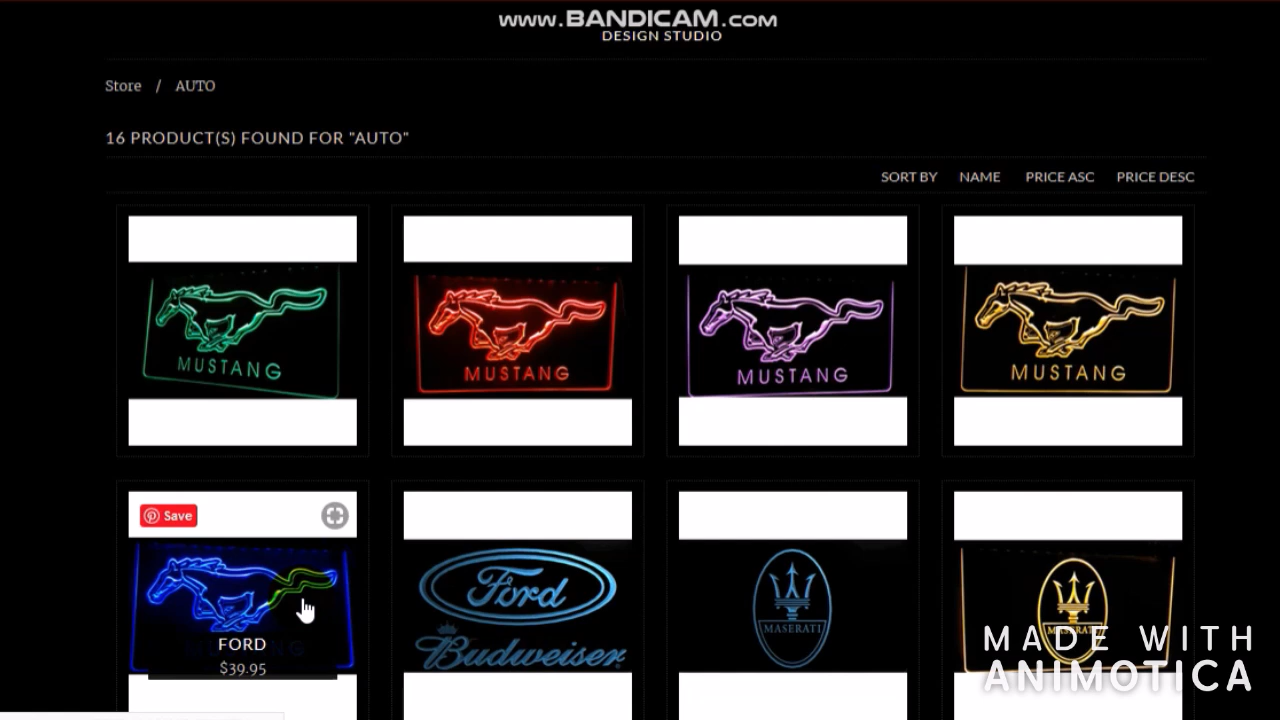 www.BANDICAM.com
DESIGN STUDIO
Store / AUTO
16 PRODUCT(S) FOUND FOR "AUTO"
SORT BY NAME PRICE ASC PRICE DESC
MUSTANG
MUSTANG
MUSTANG
MUSTANG
Save
FORD
$39.95
Ford
Budweiser
MASERATI
MASERATI
MADE WITH
ANIMOTICA